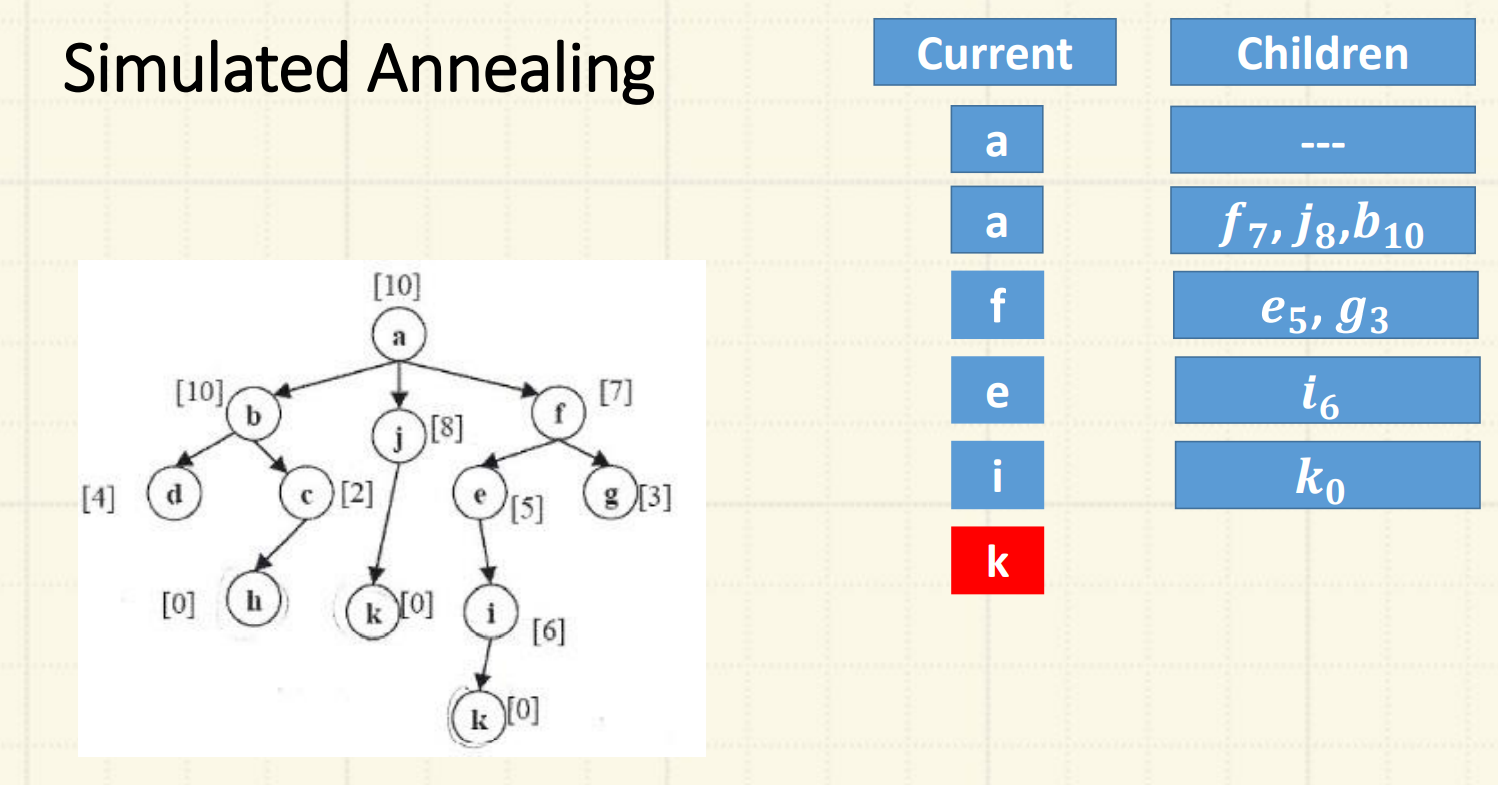 Simulated Annealing
Current Children
a ---
a f7, j8,b10
f e5, g3
e i6
i k0
k
[10]
a
[10] b [7] f
j [8]
[4] d c [2] e [5] g [3]
[0] h k [0] i [6]
k [0]